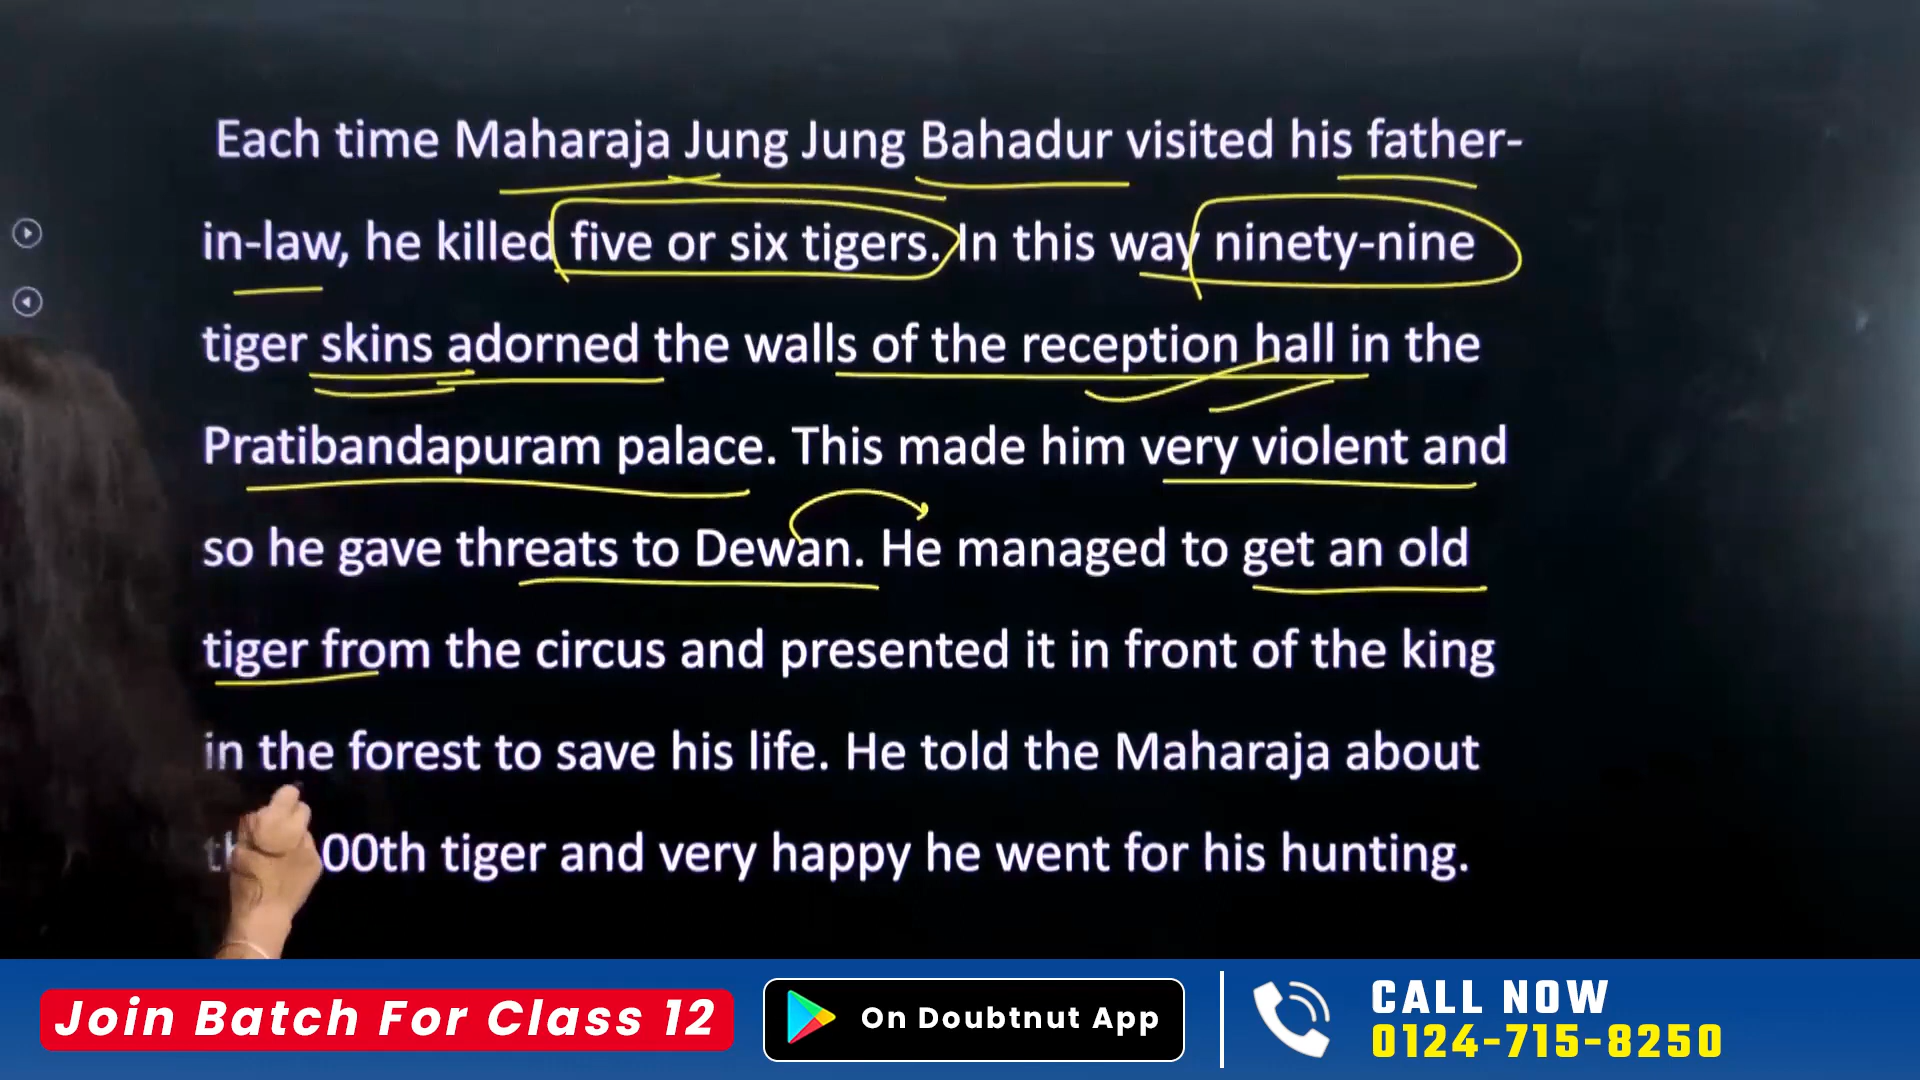 Each time Maharaja Jung Jung Bahadur visited his father-
in-law, he killed five or six tigers. In this way ninety-nine
tiger skins adorned the walls of the reception hall in the
Pratibandapuram palace. This made him very violent and
so he gave threats to Dewan. He managed to get an old
tiger from the circus and presented it in front of the king
in the forest to save his life. He told the Maharaja about
00th tiger and very happy he went for his hunting.
Join Batch For Class 12
On Doubtnut App
CALL NOW
0124-715-8250